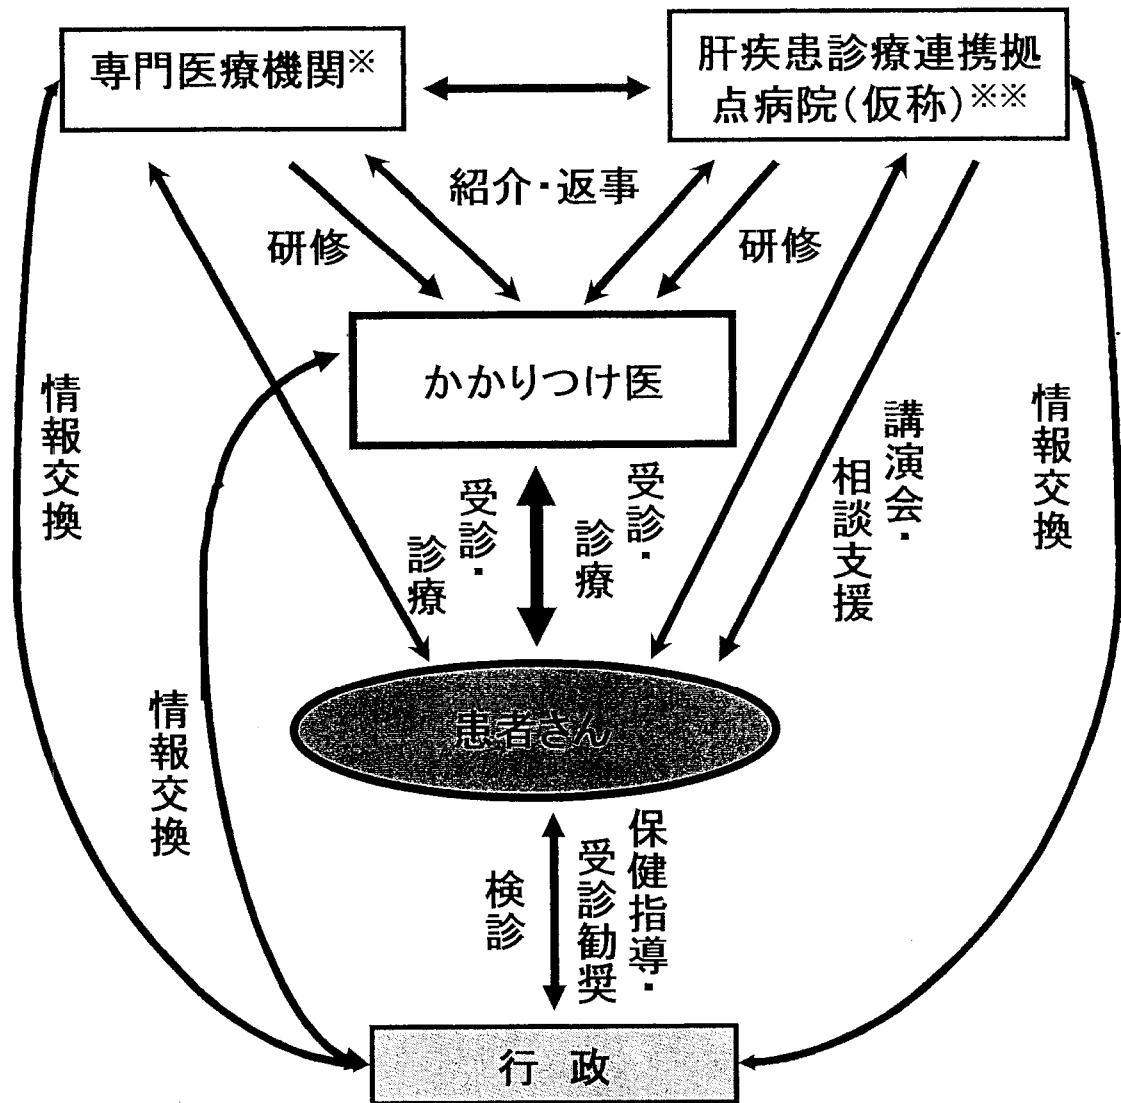 専門医療機関※
肝疾患診療連携拠
点病院(仮称)※※
紹介・返事
研修
研修
かかりつけ医
情報交換
受診・
診療
受診・
診療
講演会・
相談支援
情報交換
情報交換
患者さん
検診
保健指導・
受診勧奨
行 政